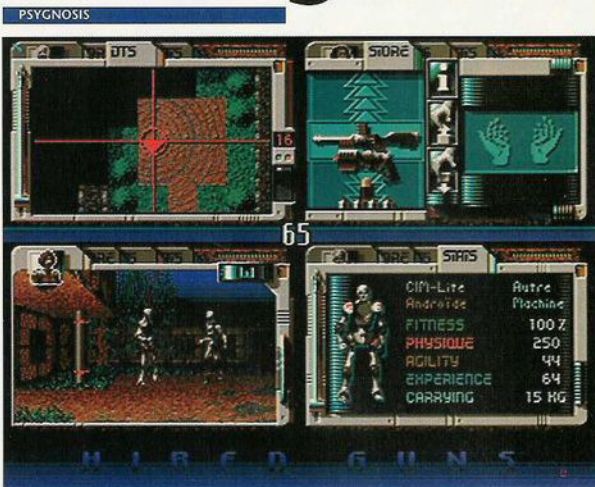 PSYGNOSIS
DTS
STORE
16
65
STATS
CIM-Lite Autre
Androïde Machine
FITNESS 100%
PHYSIQUE 250
AGILITY 44
EXPERIENCE 64
CARRYING 15 KG
HIRED GUNS